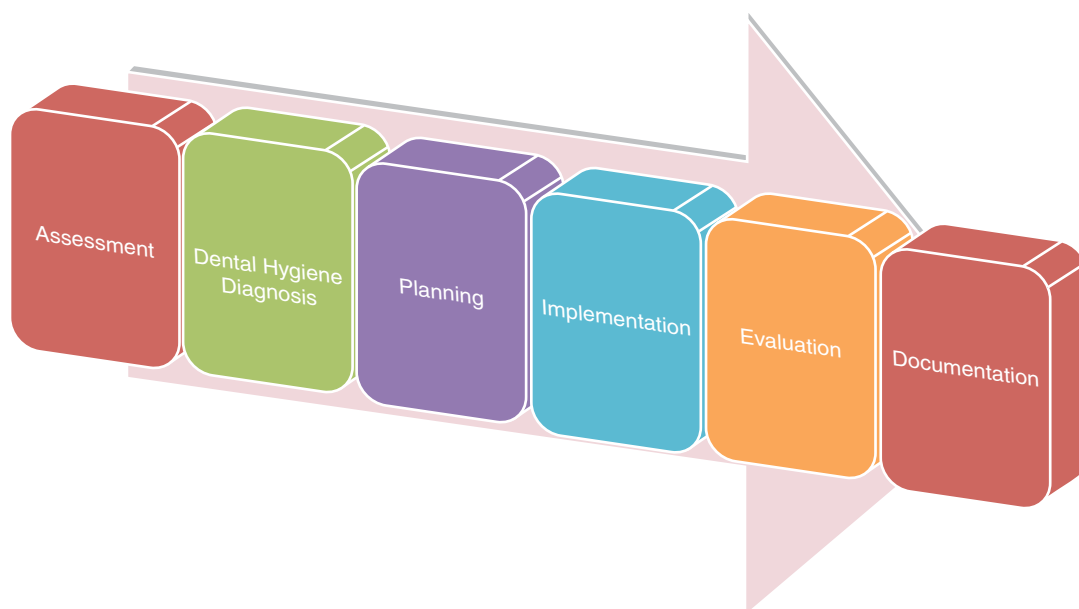 Assessment
Dental Hygiene
Diagnosis
Planning
Implementation
Evaluation
Documentation